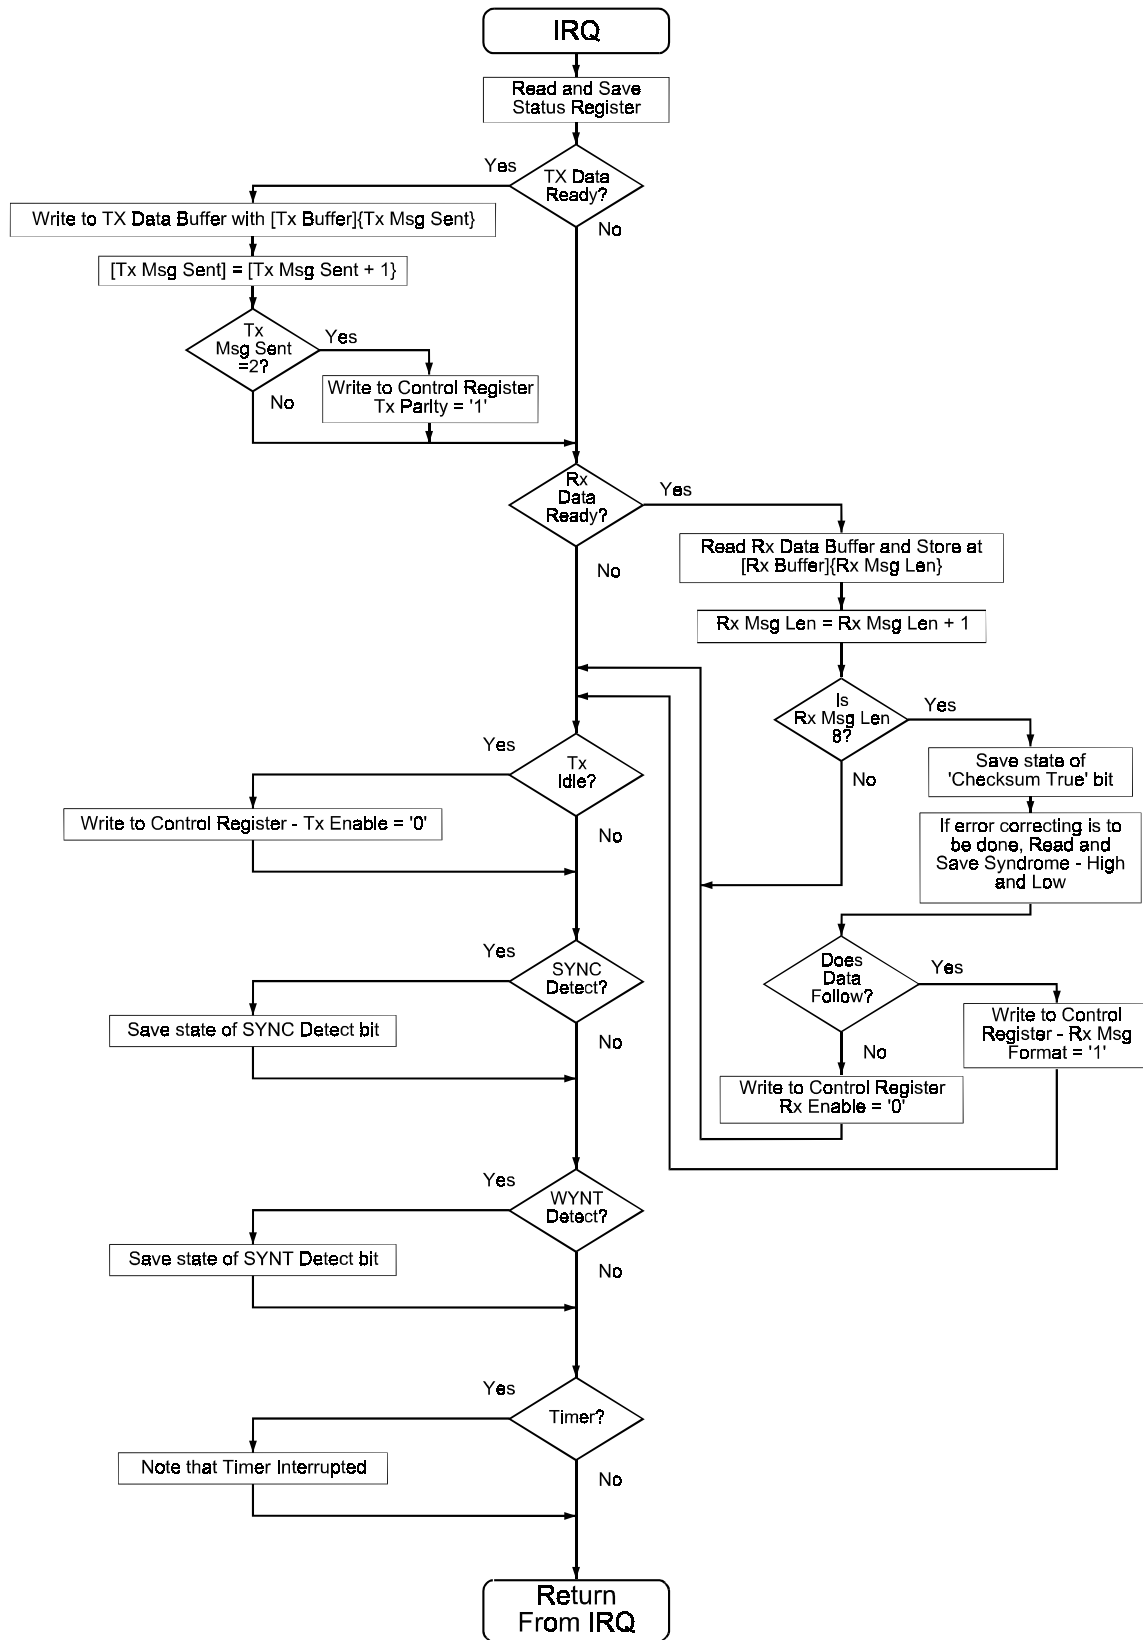 IRQ
Read and Save
Status Register
Yes
TX Data
Ready?
No
Write to TX Data Buffer with [Tx Buffer]{Tx Msg Sent}
[Tx Msg Sent] = [Tx Msg Sent + 1}
Tx
Msg Sent
=2?
Yes
No
Write to Control Register
Tx Parlty = '1'
Rx
Data
Ready?
Yes
No
Read Rx Data Buffer and Store at
[Rx Buffer]{Rx Msg Len}
Rx Msg Len = Rx Msg Len + 1
Is
Rx Msg Len
8?
Yes
No
Save state of
'Checksum True' bit
If error correcting is to
be done, Read and
Save Syndrome - High
and Low
Does
Data
Follow?
Yes
No
Write to Control
Register - Rx Msg
Format = '1'
Write to Control Register
Rx Enable = '0'
Yes
Tx
Idle?
No
Write to Control Register - Tx Enable = '0'
Yes
SYNC
Detect?
No
Save state of SYNC Detect bit
Yes
WYNT
Detect?
No
Save state of SYNT Detect bit
Yes
Timer?
No
Note that Timer Interrupted
Return
From IRQ